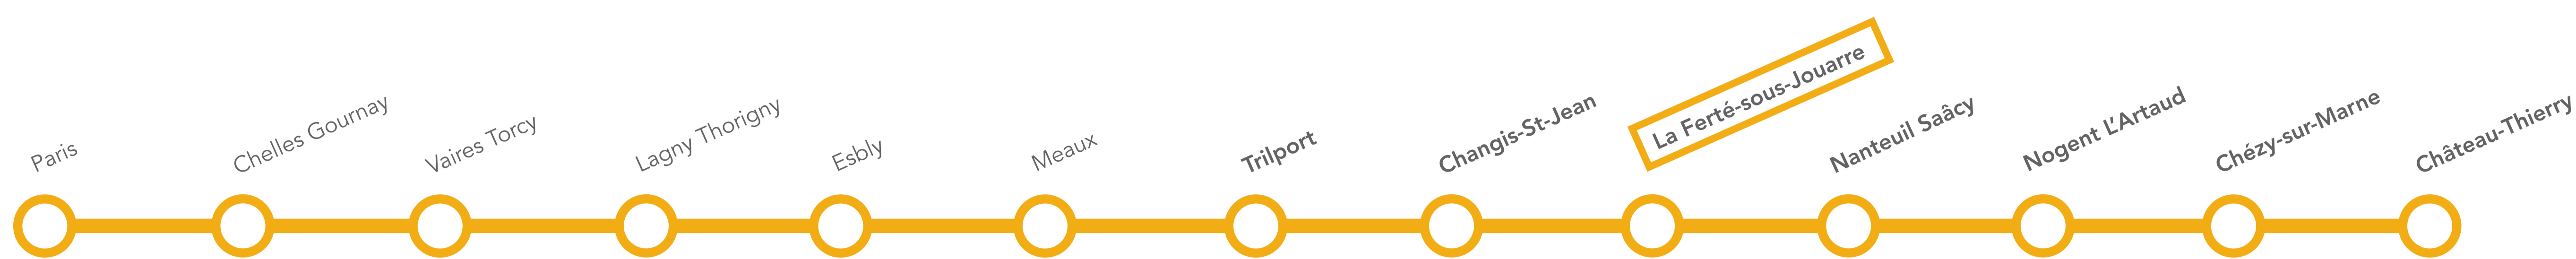 Paris
Chelles Gournay
Vaires Torcy
Lagny Thorigny
Esbly
Meaux
Trilport
Changis-St-Jean
La Ferté-sous-Jouarre
Nanteuil Saâcy
Nogent L'Artaud
Chézy-sur-Marne
Château-Thierry